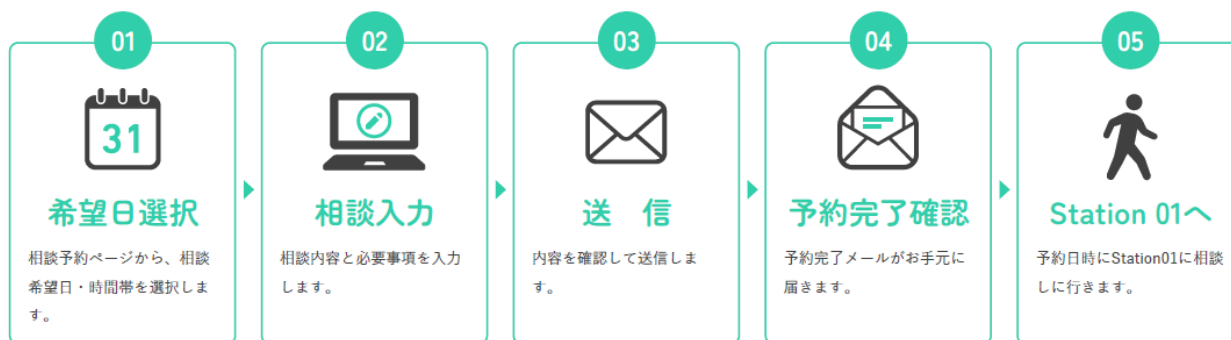 01
31
希望日選択
相談予約ページから、相談
希望日・時間帯を選択しま
す。
02
相談入力
相談内容と必要事項を入力
します。
03
送　信
内容を確認して送信しま
す。
04
予約完了確認
予約完了メールがお手元に
届きます。
05
Station 01へ
予約日時にStation01に相談
しに行きます。